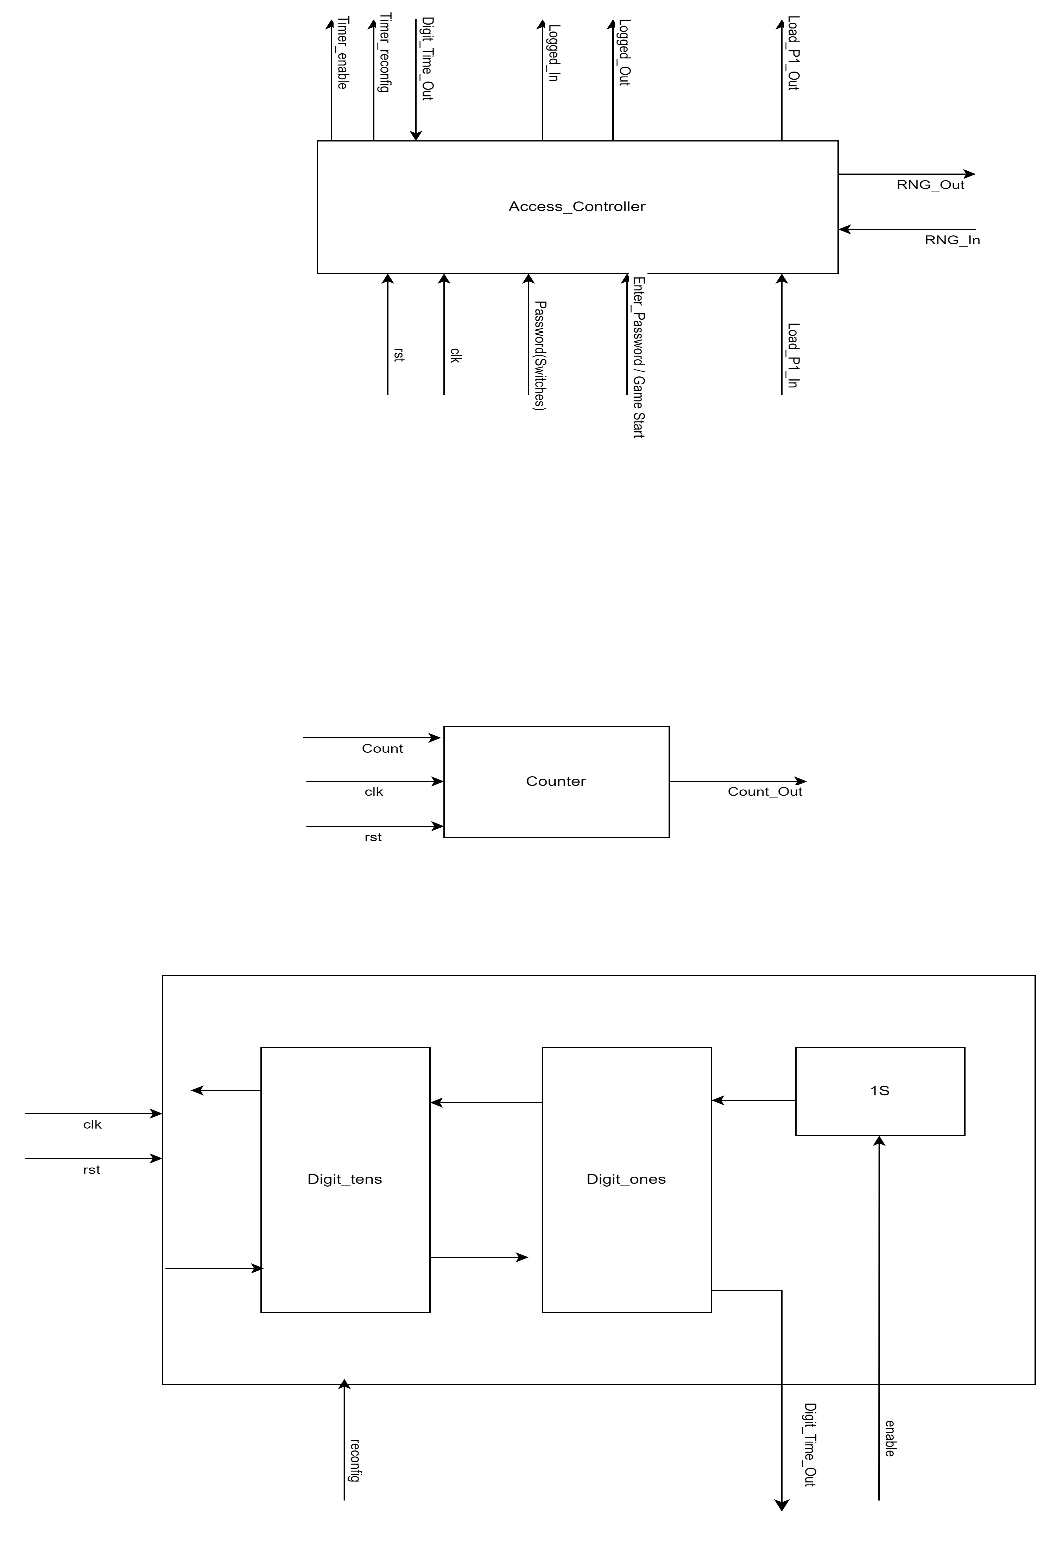 Timer_enable
Timer_reconfig
Digit_Time_Out
Logged_In
Logged_Out
Load_P1_Out
RNG_Out
Access_Controller
RNG_In
rst
clk
Password(Switches)
Enter_Password / Game Start
Load_P1_In
Count
clk
rst
Counter
Count_Out
1S
clk
rst
Digit_tens
Digit_ones
reconfig
Digit_Time_Out
enable